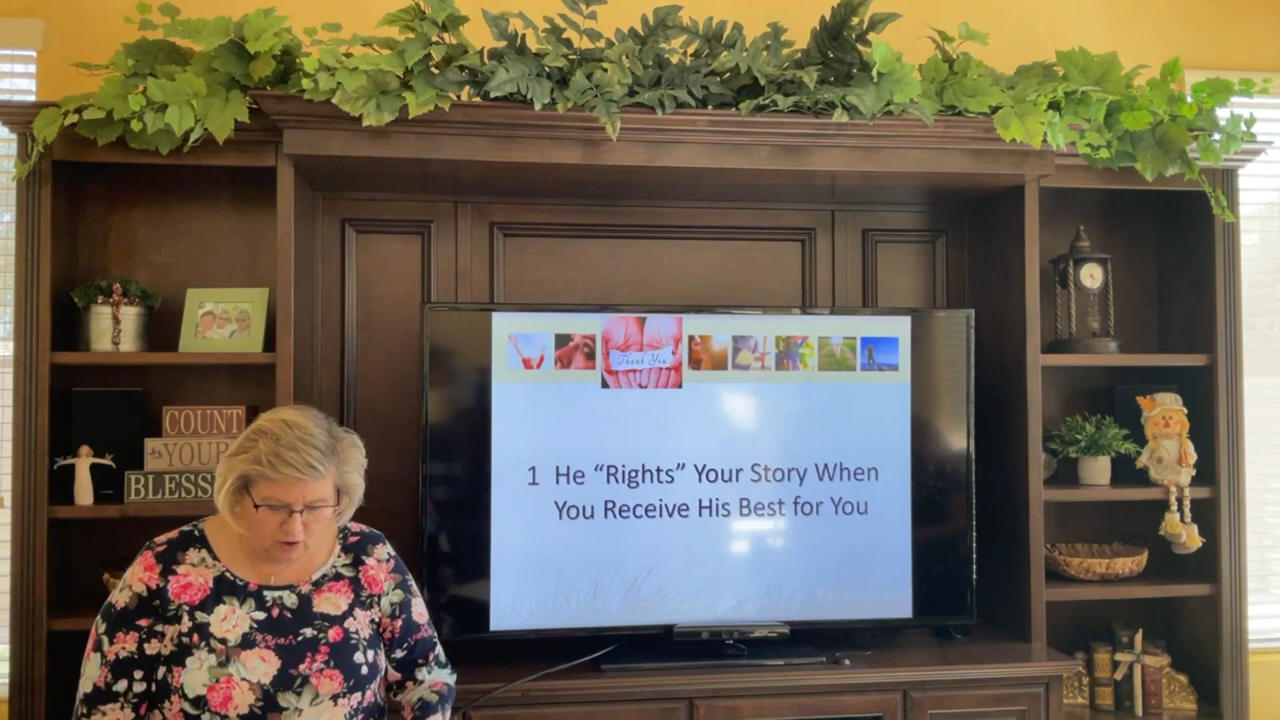 Thank You
1 He “Rights” Your Story When
You Receive His Best for You
COUNT
YOUR
BLESS